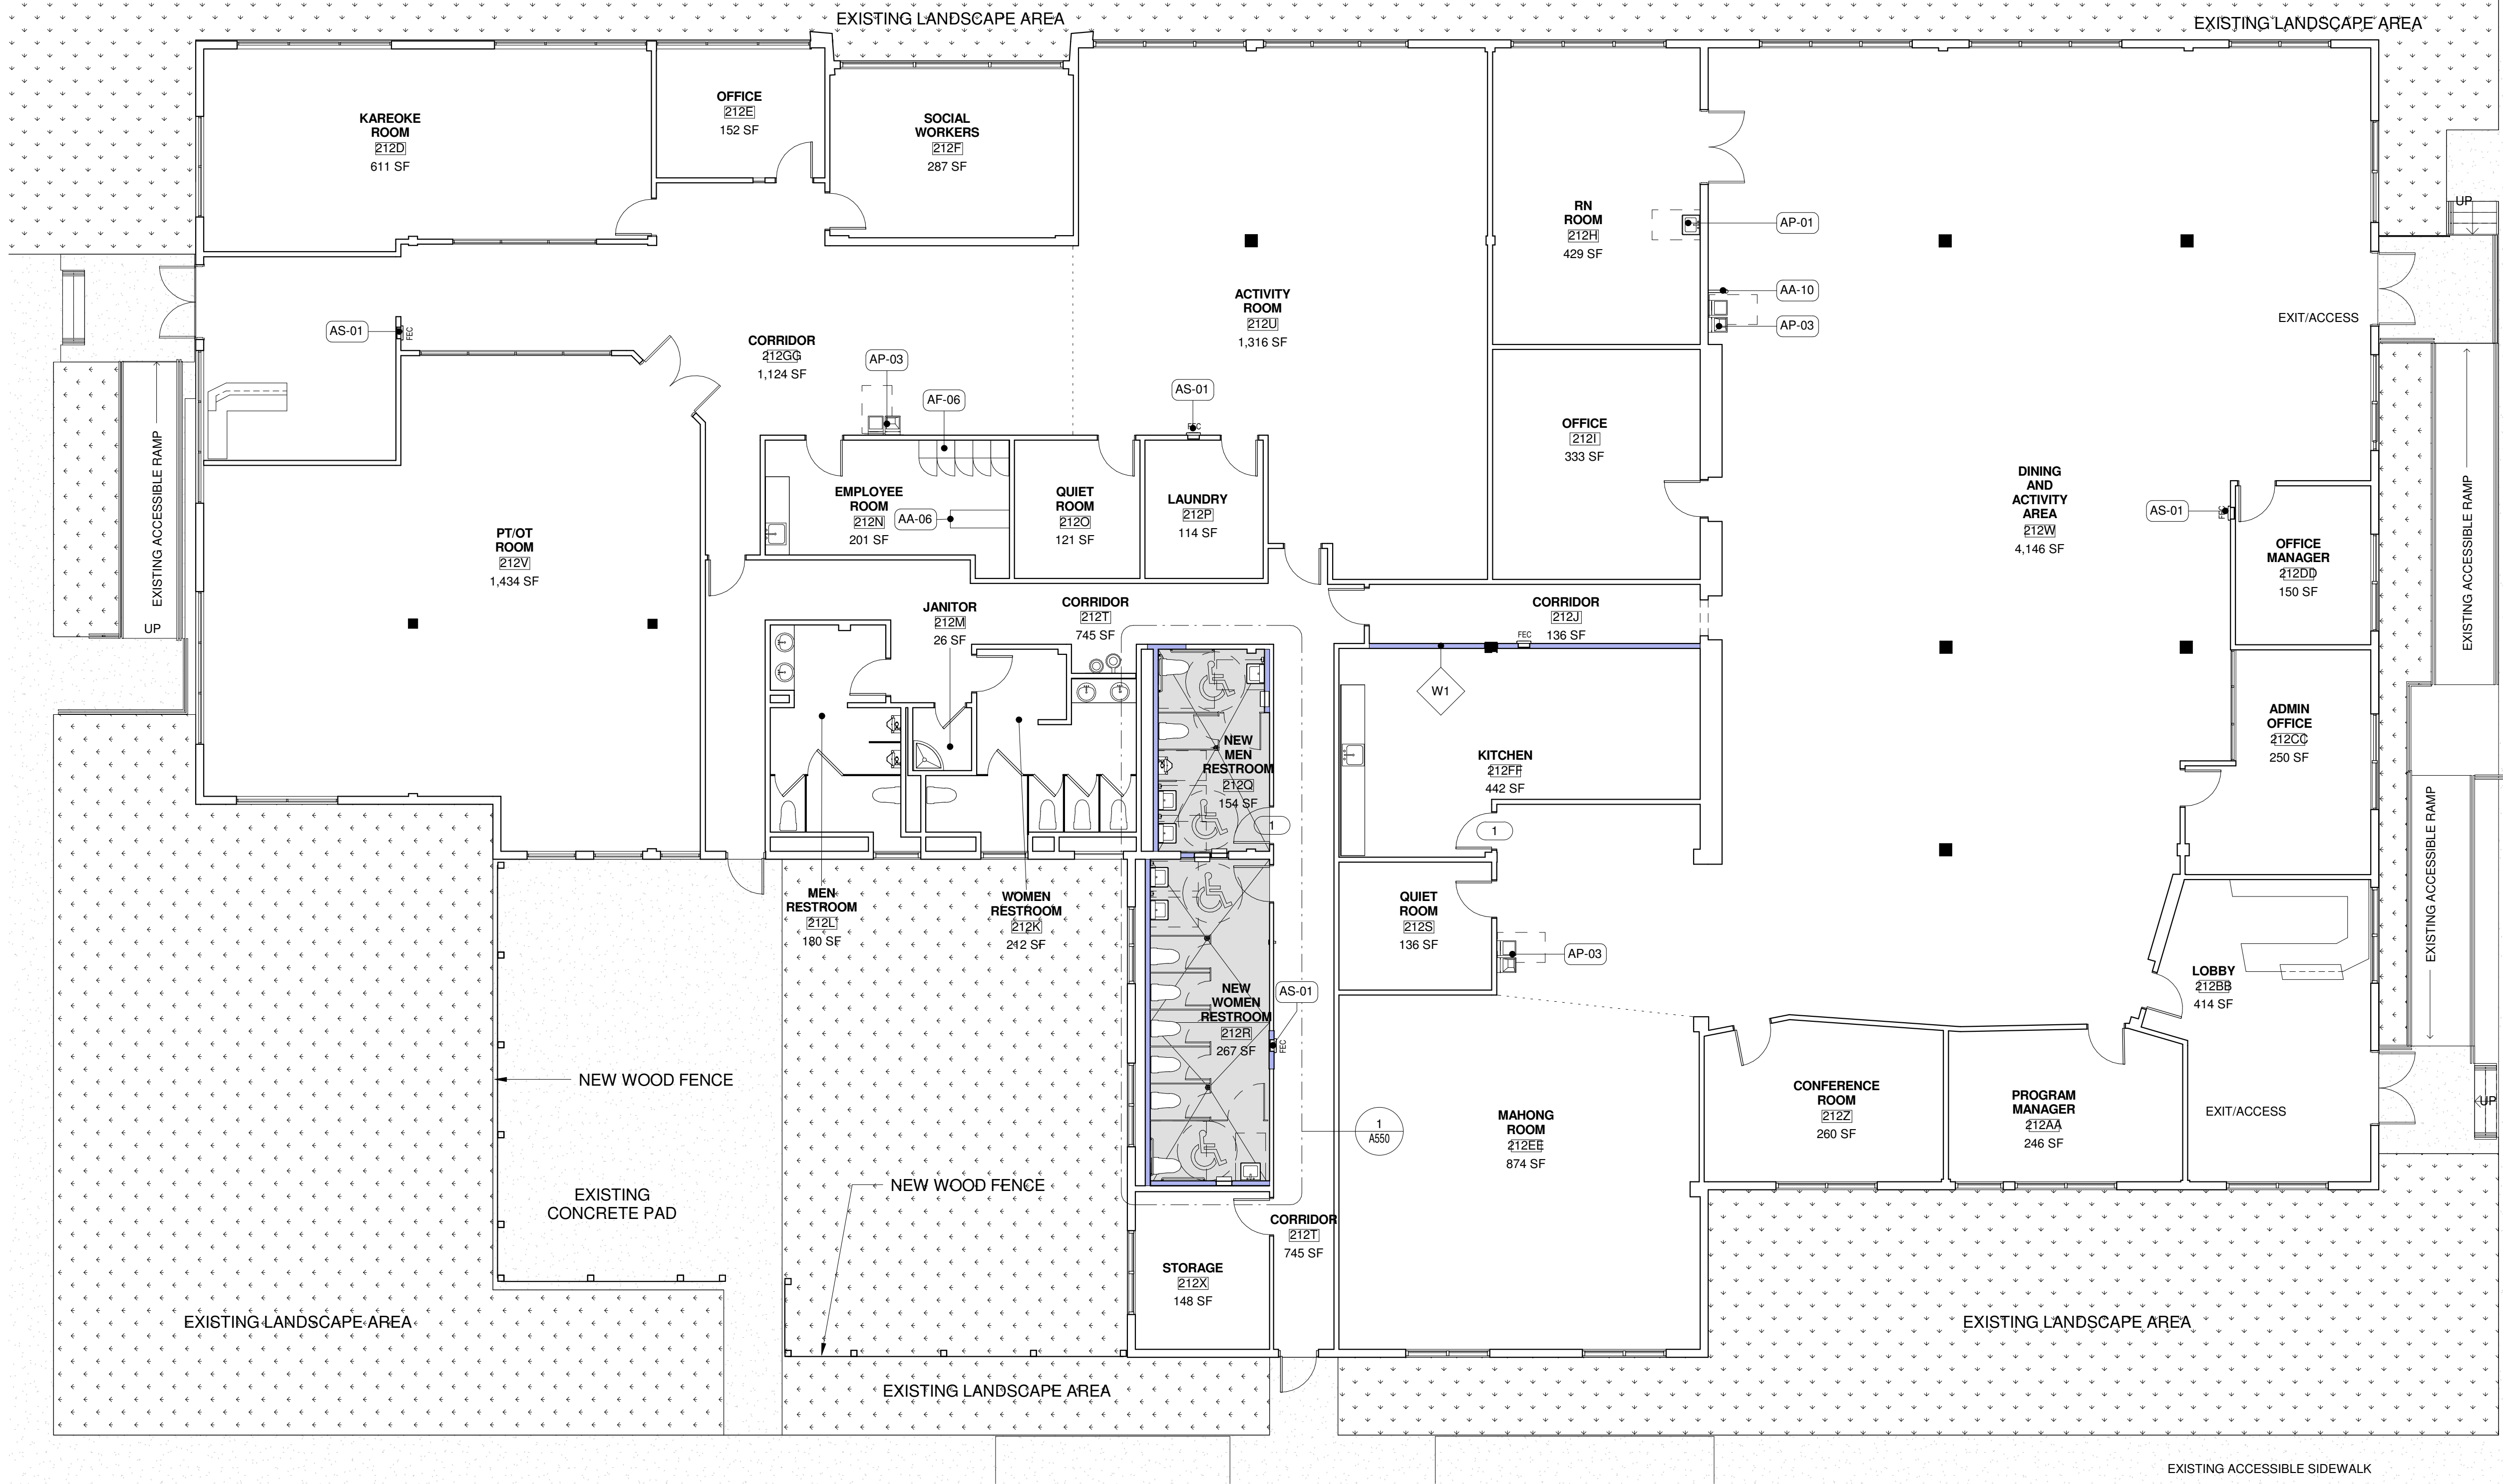 EXISTING LANDSCAPE AREA
EXISTING LANDSCAPE AREA
KAREOKE
ROOM
212D
611 SF
OFFICE
212E
152 SF
SOCIAL
WORKERS
212F
287 SF
RN
ROOM
212H
429 SF
AP-01
UP
AA-10
AP-03
EXIT/ACCESS
ACTIVITY
ROOM
212U
1,316 SF
AS-01
FEC
CORRIDOR
212GG
1,124 SF
AP-03
AF-06
AS-01
FEC
OFFICE
212I
333 SF
EXISTING ACCESSIBLE RAMP
UP
PT/OT
ROOM
212V
1,434 SF
EMPLOYEE
ROOM
212N
201 SF
AA-06
QUIET
ROOM
212O
121 SF
LAUNDRY
212P
114 SF
DINING
AND
ACTIVITY
AREA
212W
4,146 SF
AS-01
FEC
OFFICE
MANAGER
212DD
150 SF
EXISTING ACCESSIBLE RAMP
JANITOR
212M
26 SF
CORRIDOR
212T
745 SF
CORRIDOR
212J
136 SF
FEC
W1
NEW
MEN
RESTROOM
212Q
154 SF
1
KITCHEN
212FF
442 SF
1
ADMIN
OFFICE
212CC
250 SF
EXISTING ACCESSIBLE RAMP
MEN
RESTROOM
212L
180 SF
WOMEN
RESTROOM
212K
212 SF
QUIET
ROOM
212S
136 SF
AP-03
LOBBY
212BB
414 SF
NEW
WOMEN
RESTROOM
212R
267 SF
AS-01
FEC
NEW WOOD FENCE
1
A550
MAHONG
ROOM
212EE
874 SF
CONFERENCE
ROOM
212Z
260 SF
PROGRAM
MANAGER
212AA
246 SF
EXIT/ACCESS
UP
EXISTING
CONCRETE PAD
NEW WOOD FENCE
CORRIDOR
212T
745 SF
STORAGE
212X
148 SF
EXISTING LANDSCAPE AREA
EXISTING LANDSCAPE AREA
EXISTING LANDSCAPE AREA
EXISTING ACCESSIBLE SIDEWALK